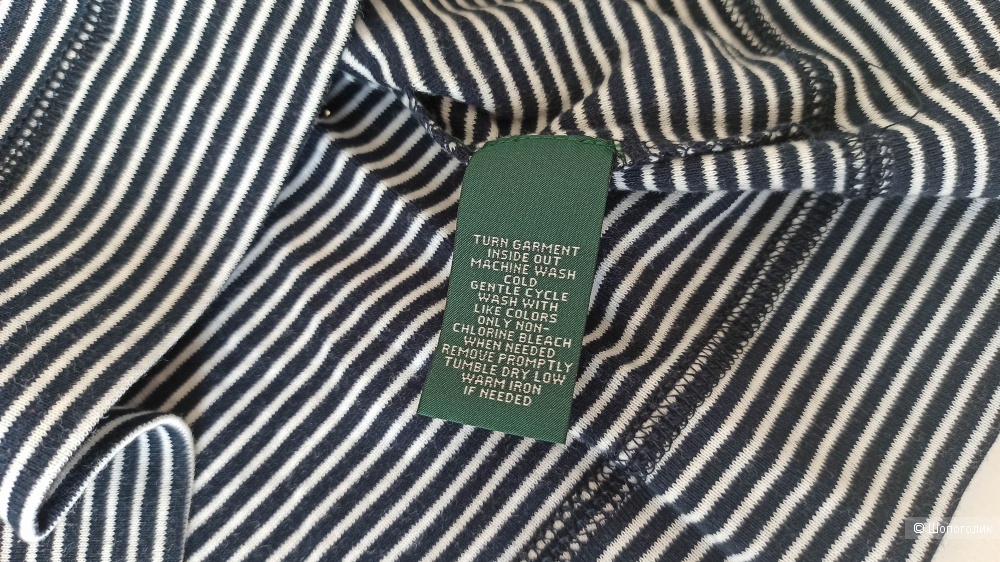 TURN GARMENT
INSIDE OUT
MACHINE WASH
COLD
GENTLE CYCLE
WASH WITH
LIKE COLORS
ONLY NON-
CHLORINE BLEACH
WHEN NEEDED
REMOVE PROMPTLY
TUMBLE DRY LOW
WARM IRON
IF NEEDED
© Шопоголик